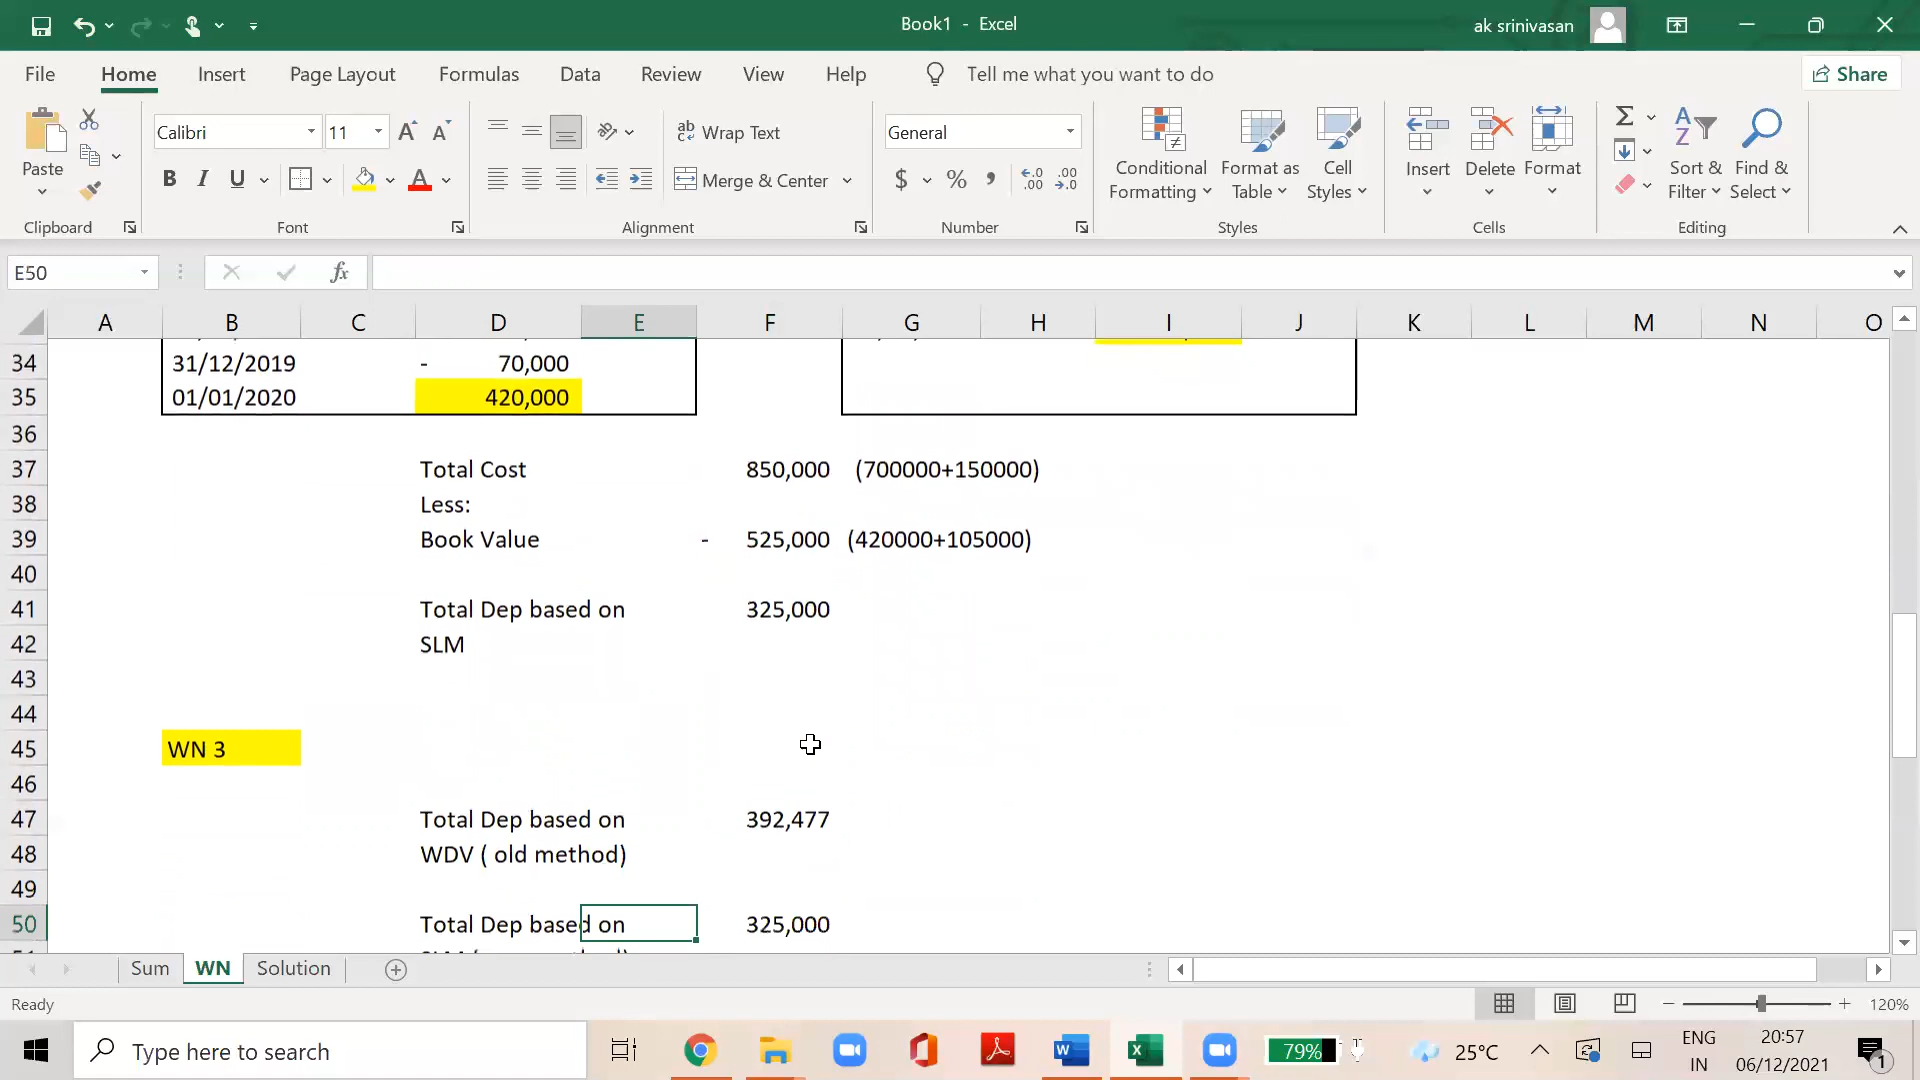 Book1 - Excel
ak srinivasan
File Home Insert Page Layout Formulas Data Review View Help Tell me what you want to do Share
Paste
Clipboard
Calibri 11
B I U A
Font
ab c Wrap Text
Merge & Center
Alignment
General
$ % , .00 .0
Number
Conditional Formatting
Format as Table
Cell Styles
Styles
Insert Delete Format
Cells
Sort & Filter
Find & Select
Editing
E50 fx
A B C D E F G H I J K L M N O
34 31/12/2019 - 70,000
35 01/01/2020 420,000
36
37 Total Cost 850,000 (700000+150000)
38 Less:
39 Book Value - 525,000 (420000+105000)
40
41 Total Dep based on 325,000
42 SLM
43
44
45 WN 3
46
47 Total Dep based on 392,477
48 WDV ( old method)
49
50 Total Dep based on 325,000
Sum WN Solution
Ready 120%
Type here to search 79% 25°C ENG IN 20:57 06/12/2021 1